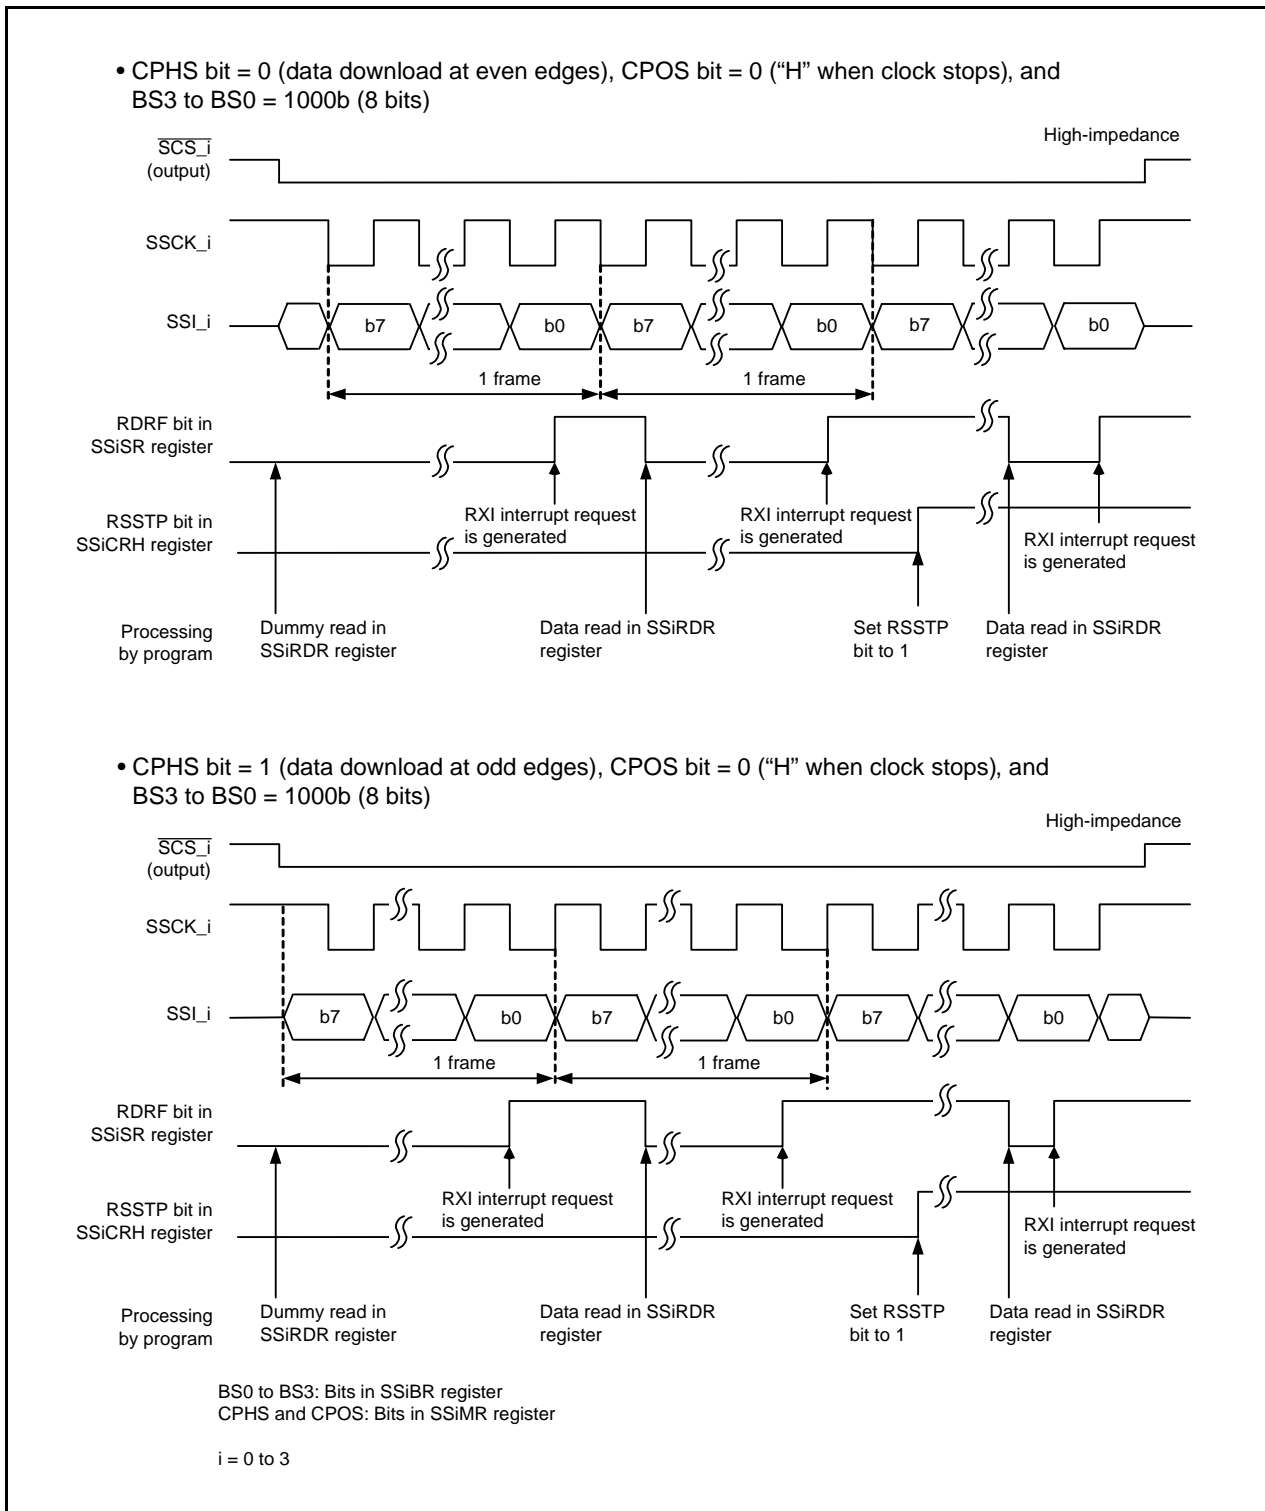 • CPHS bit = 0 (data download at even edges), CPOS bit = 0 (“H” when clock stops), and
BS3 to BS0 = 1000b (8 bits)
High-impedance
SCS_i
(output)
SSCK_i
SSI_i
b7
b0
b7
b0
b7
b0
1 frame
1 frame
RDRF bit in
SSiSR register
RXI interrupt request
is generated
RXI interrupt request
is generated
RXI interrupt request
is generated
RSSTP bit in
SSiCRH register
Processing
by program
Dummy read in
SSiRDR register
Data read in SSiRDR
register
Set RSSTP
bit to 1
Data read in SSiRDR
register
• CPHS bit = 1 (data download at odd edges), CPOS bit = 0 (“H” when clock stops), and
BS3 to BS0 = 1000b (8 bits)
High-impedance
SCS_i
(output)
SSCK_i
SSI_i
b7
b0
b7
b0
b7
b0
1 frame
1 frame
RDRF bit in
SSiSR register
RXI interrupt request
is generated
RXI interrupt request
is generated
RXI interrupt request
is generated
RSSTP bit in
SSiCRH register
Processing
by program
Dummy read in
SSiRDR register
Data read in SSiRDR
register
Set RSSTP
bit to 1
Data read in SSiRDR
register
BS0 to BS3: Bits in SSiBR register
CPHS and CPOS: Bits in SSiMR register
i = 0 to 3